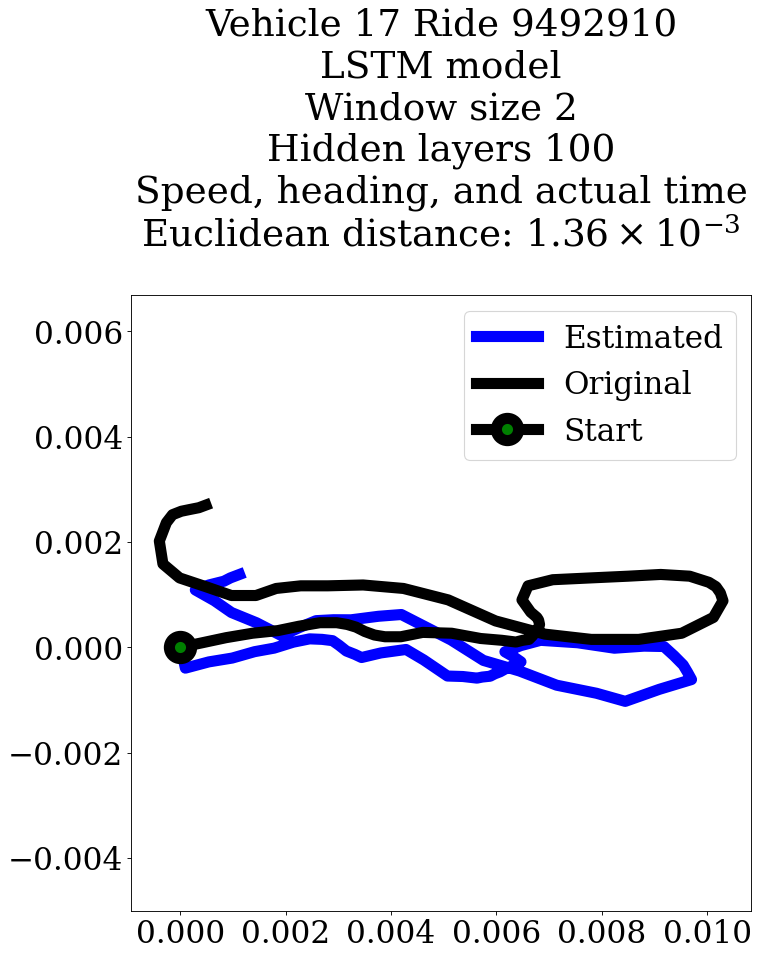 Vehicle 17 Ride 9492910
LSTM model
Window size 2
Hidden layers 100
Speed, heading, and actual time
Euclidean distance: 1.36 × 10⁻³
Estimated
Original
Start
0.006
0.004
0.002
0.000
−0.002
−0.004
0.000 0.002 0.004 0.006 0.008 0.010